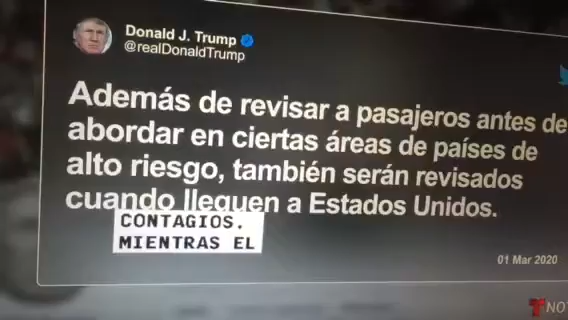 Donald J. Trump
@realDonaldTrump
Además de revisar a pasajeros antes de
abordar en ciertas áreas de países de
alto riesgo, también serán revisados
cuando lleguen a Estados Unidos.
CONTAGIOS.
MIENTRAS EL
01 Mar 2020